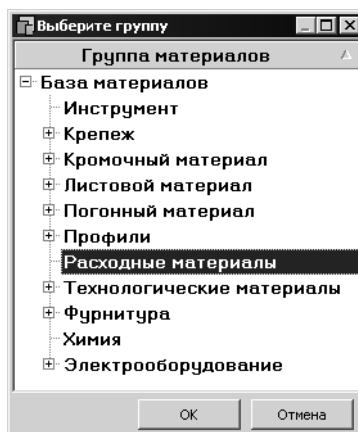 Выберите группу
Группа материалов
База материалов
Инструмент
Крепеж
Кромочный материал
Листовой материал
Погонный материал
Профили
Расходные материалы
Технологические материалы
Фурнитура
Химия
Электрооборудование
OK
Отмена